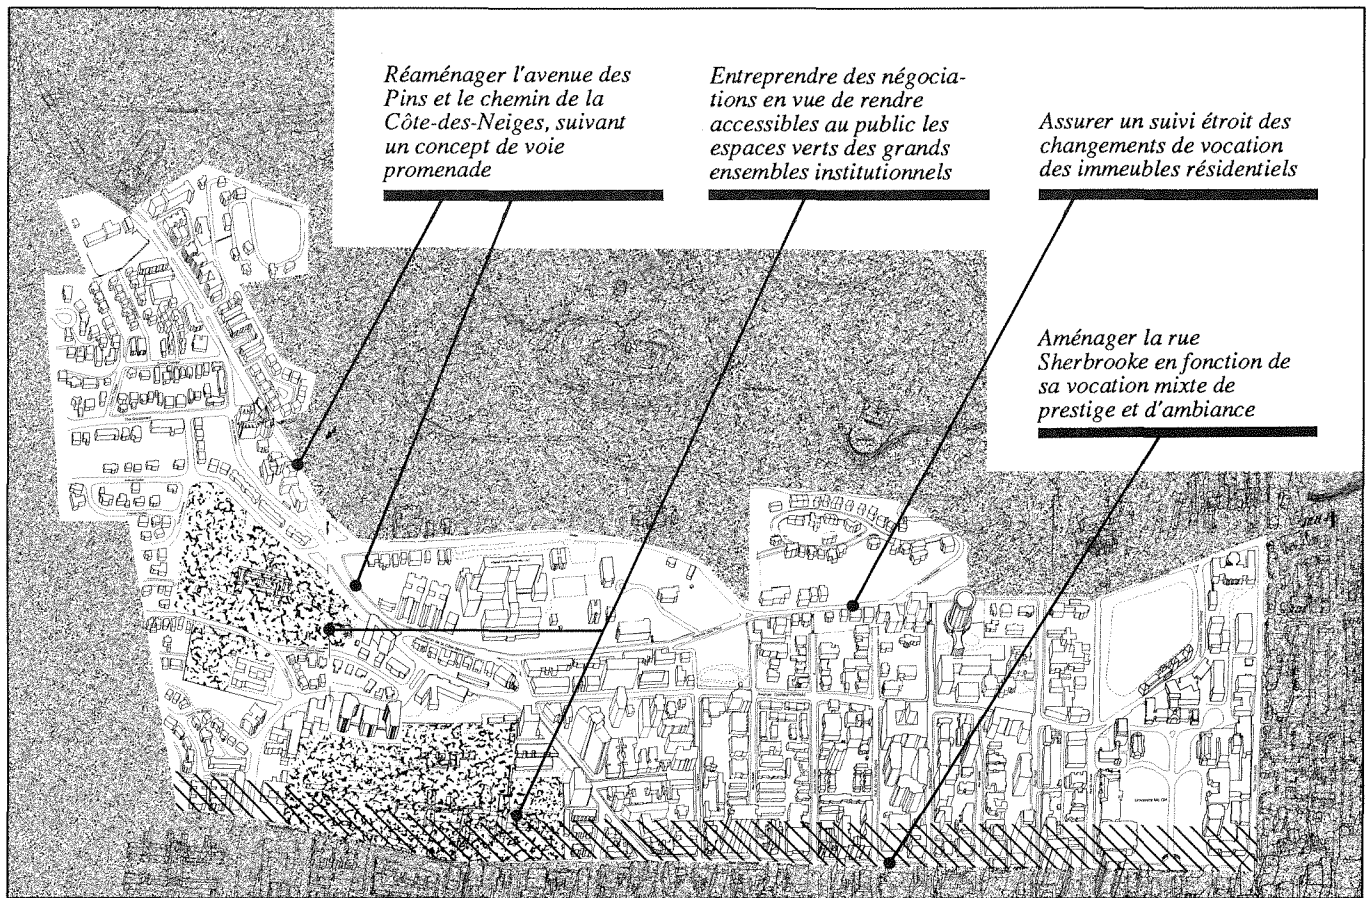 Réaménager l'avenue des
Pins et le chemin de la
Côte-des-Neiges, suivant
un concept de voie
promenade
Entreprendre des négocia-
tions en vue de rendre
accessibles au public les
espaces verts des grands
ensembles institutionnels
Assurer un suivi étroit des
changements de vocation
des immeubles résidentiels
Aménager la rue
Sherbrooke en fonction de
sa vocation mixte de
prestige et d'ambiance